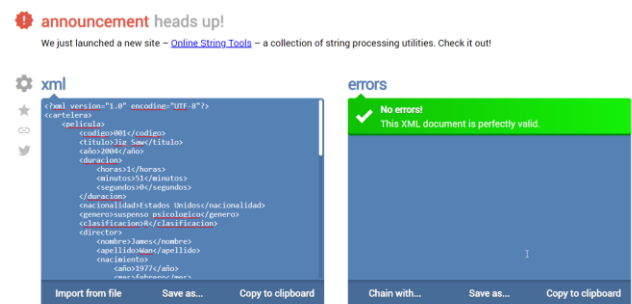 announcement heads up!
We just launched a new site – Online String Tools – a collection of string processing utilities. Check it out!
xml
<?xml version="1.0" encoding="UTF-8"?>
<cartelera>
<pelicula>
<codigo>001</codigo>
<titulo>Jig Saw</titulo>
<año>2004</año>
<duracion>
<horas>1</horas>
<minutos>51</minutos>
<segundos>0</segundos>
</duracion>
<nacionalidad>Estados Unidos</nacionalidad>
<genero>suspenso psicologico</genero>
<clasificacion>R</clasificacion>
<director>
<nombre>James</nombre>
<apellido>Wan</apellido>
<nacimiento>
<año>1977</año>
<mes>febrero</mes>
Import from file
Save as...
Copy to clipboard
errors
No errors!
This XML document is perfectly valid.
Chain with...
Save as...
Copy to clipboard